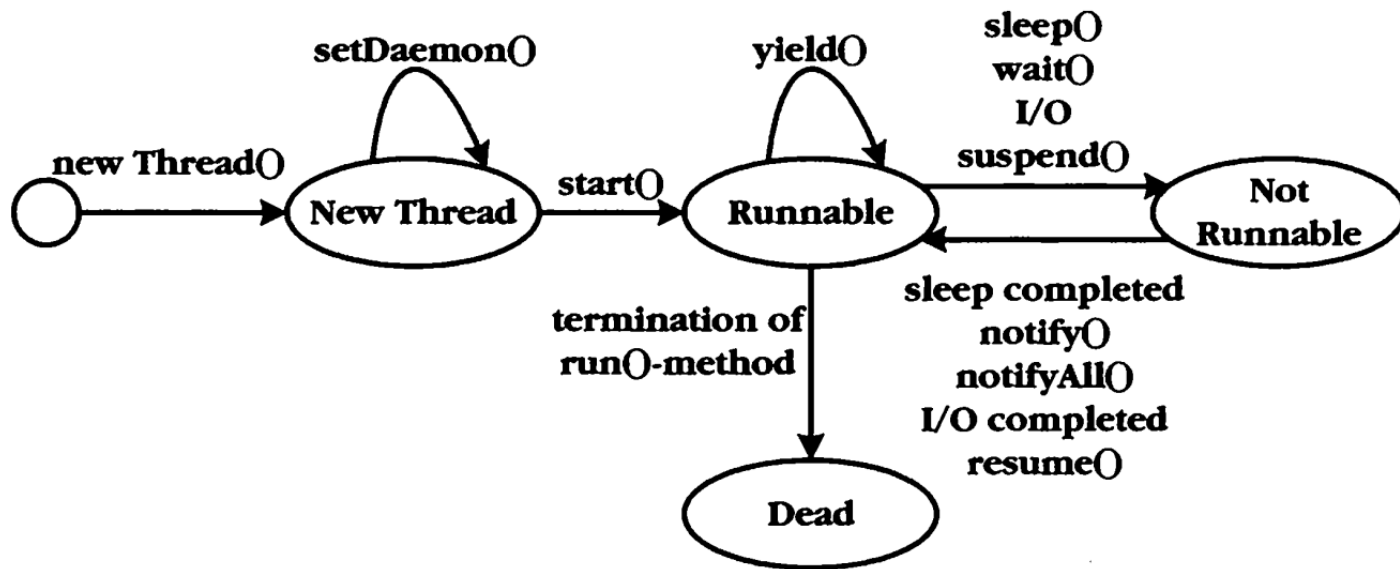 setDaemon()
yield()
sleep()
wait()
I/O
suspend()
new Thread()
New Thread
start()
Runnable
Not
Runnable
termination of
run()-method
sleep completed
notify()
notifyAll()
I/O completed
resume()
Dead